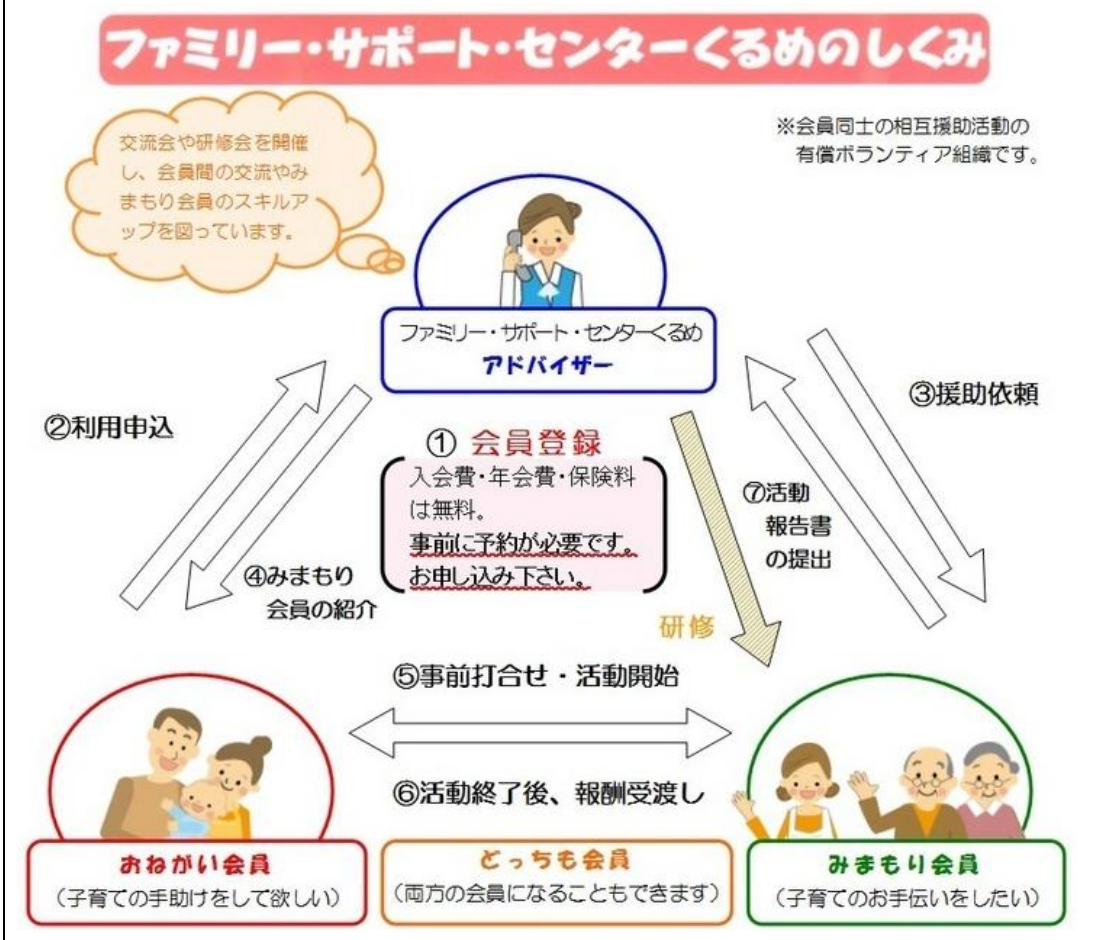 ファミリー・サポート・センターくるめのしくみ
交流会や研修会を開催
し、会員間の交流やみ
まもり会員のスキルア
ップを図っています。
※会員同士の相互援助活動の
有償ボランティア組織です。
ファミリー・サポート・センターくるめ
アドバイザー
②利用申込
③援助依頼
① 会員登録
入会費・年会費・保険料
は無料。
事前に予約が必要です。
お申し込み下さい。
⑦活動
報告書
の提出
④みまもり
会員の紹介
研修
⑤事前打合せ・活動開始
⑥活動終了後、報酬受渡し
おねがい会員
（子育ての手助けをして欲しい）
どっちも会員
（両方の会員になることもできます）
みまもり会員
（子育てのお手伝いをしたい）